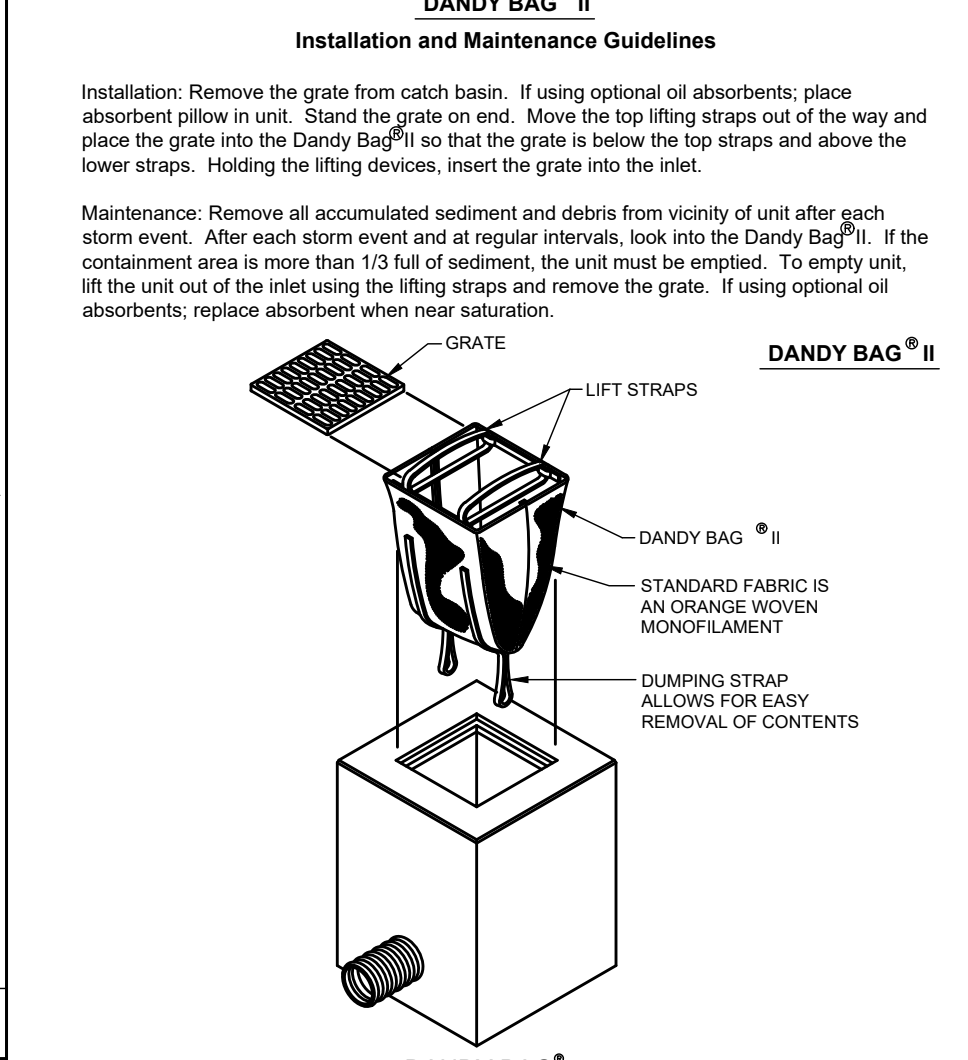 DANDY BAG II
Installation and Maintenance Guidelines
Installation: Remove the grate from catch basin. If using optional oil absorbents; place
absorbent pillow in unit. Stand the grate on end. Move the top lifting straps out of the way and
place the grate into the Dandy Bag®II so that the grate is below the top straps and above the
lower straps. Holding the lifting devices, insert the grate into the inlet.
Maintenance: Remove all accumulated sediment and debris from vicinity of unit after each
storm event. After each storm event and at regular intervals, look into the Dandy Bag®II. If the
containment area is more than 1/3 full of sediment, the unit must be emptied. To empty unit,
lift the unit out of the inlet using the lifting straps and remove the grate. If using optional oil
absorbents; replace absorbent when near saturation.
GRATE
DANDY BAG® II
LIFT STRAPS
DANDY BAG ® II
STANDARD FABRIC IS
AN ORANGE WOVEN
MONOFILAMENT
DUMPING STRAP
ALLOWS FOR EASY
REMOVAL OF CONTENTS
DANDY BAG®